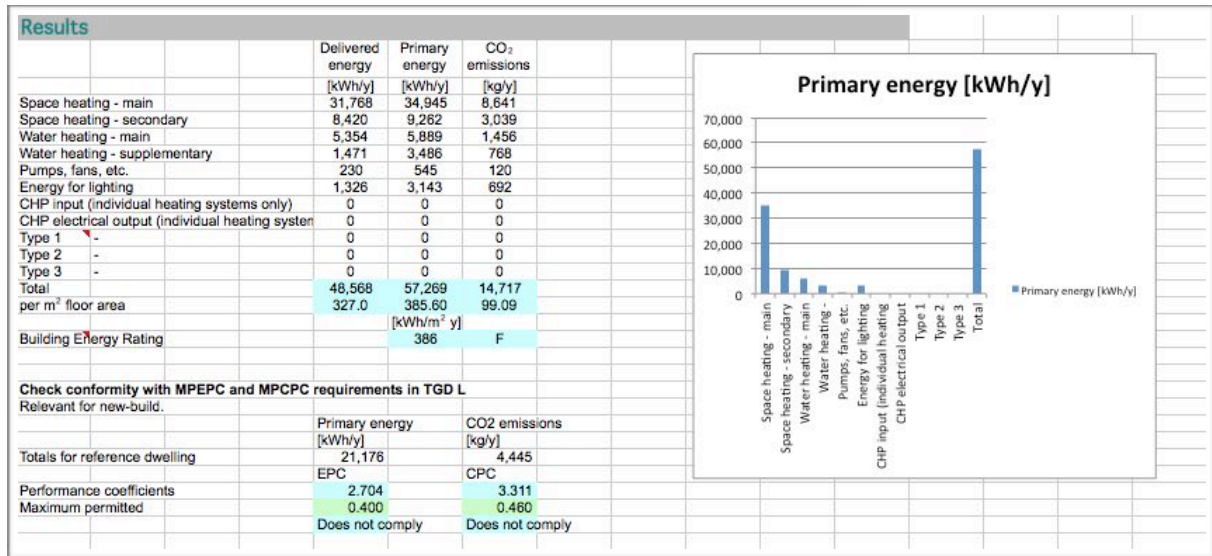 Results
Delivered energy Primary energy CO₂ emissions
[kWh/y] [kWh/y] [kg/y]
Space heating - main 31,768 34,945 8,641
Space heating - secondary 8,420 9,262 3,039
Water heating - main 5,354 5,889 1,456
Water heating - supplementary 1,471 3,486 768
Pumps, fans, etc. 230 545 120
Energy for lighting 1,326 3,143 692
CHP input (individual heating systems only) 0 0 0
CHP electrical output (individual heating system 0 0 0
Type 1 - 0 0 0
Type 2 - 0 0 0
Type 3 - 0 0 0
Total 48,568 57,269 14,717
per m² floor area 327.0 385.60 99.09
[kWh/m² y]
Building Energy Rating 386 F
Check conformity with MPEPC and MPCPC requirements in TGD L
Relevant for new-build.
Primary energy CO2 emissions
[kWh/y] [kg/y]
Totals for reference dwelling 21,176 4,445
EPC CPC
Performance coefficients 2.704 3.311
Maximum permitted 0.400 0.460
Does not comply Does not comply
Primary energy [kWh/y]
70,000
60,000
50,000
40,000
30,000
20,000
10,000
0
Space heating - main
Space heating - secondary
Water heating - main
Water heating -
Pumps, fans, etc.
Energy for lighting
CHP input (individual heating
CHP electrical output
Type 1
Type 2
Type 3
Total
Primary energy [kWh/y]